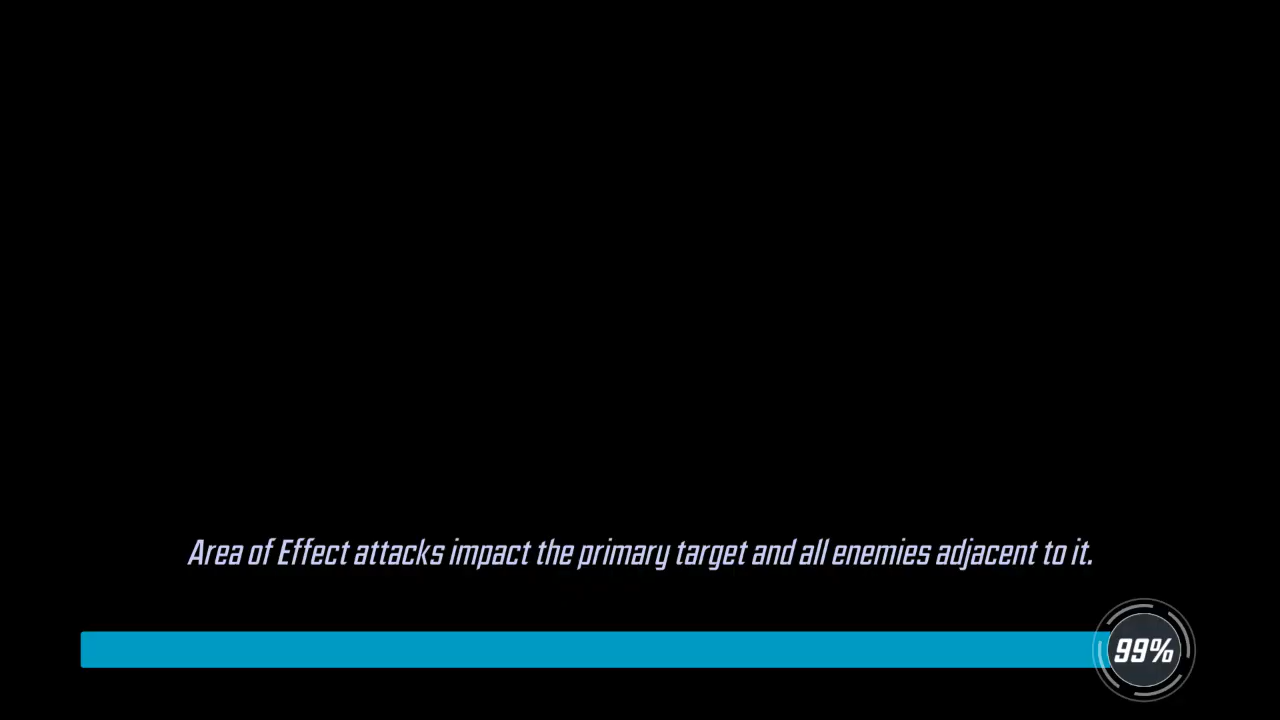 Area of Effect attacks impact the primary target and all enemies adjacent to it.
99%